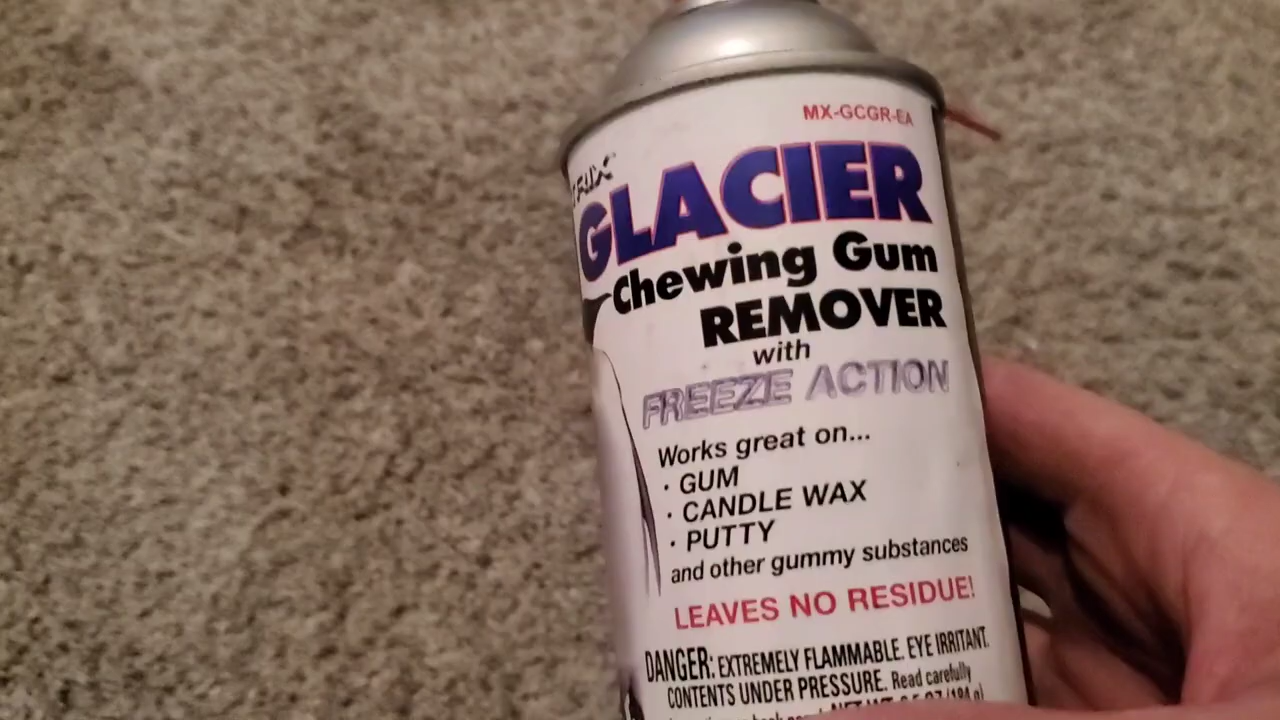 MX-GCGR-EA
GLACIER
Chewing Gum
REMOVER
with
FREEZE ACTION
Works great on...
· GUM
· CANDLE WAX
· PUTTY
and other gummy substances
LEAVES NO RESIDUE!
DANGER: EXTREMELY FLAMMABLE. EYE IRRITANT.
CONTENTS UNDER PRESSURE. Read carefully